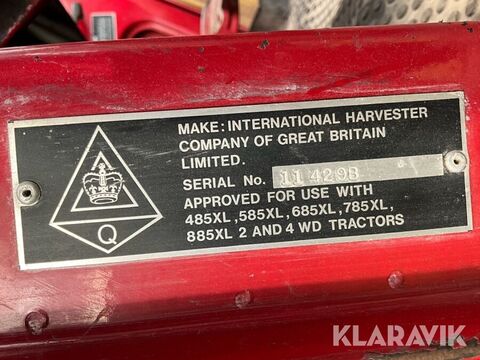 MAKE: INTERNATIONAL HARVESTER
COMPANY OF GREAT BRITAIN
LIMITED.
SERIAL No. 11 4298
APPROVED FOR USE WITH
485XL, 585XL, 685XL, 785XL,
885XL 2 AND 4 WD TRACTORS
Q
KLARAVIK